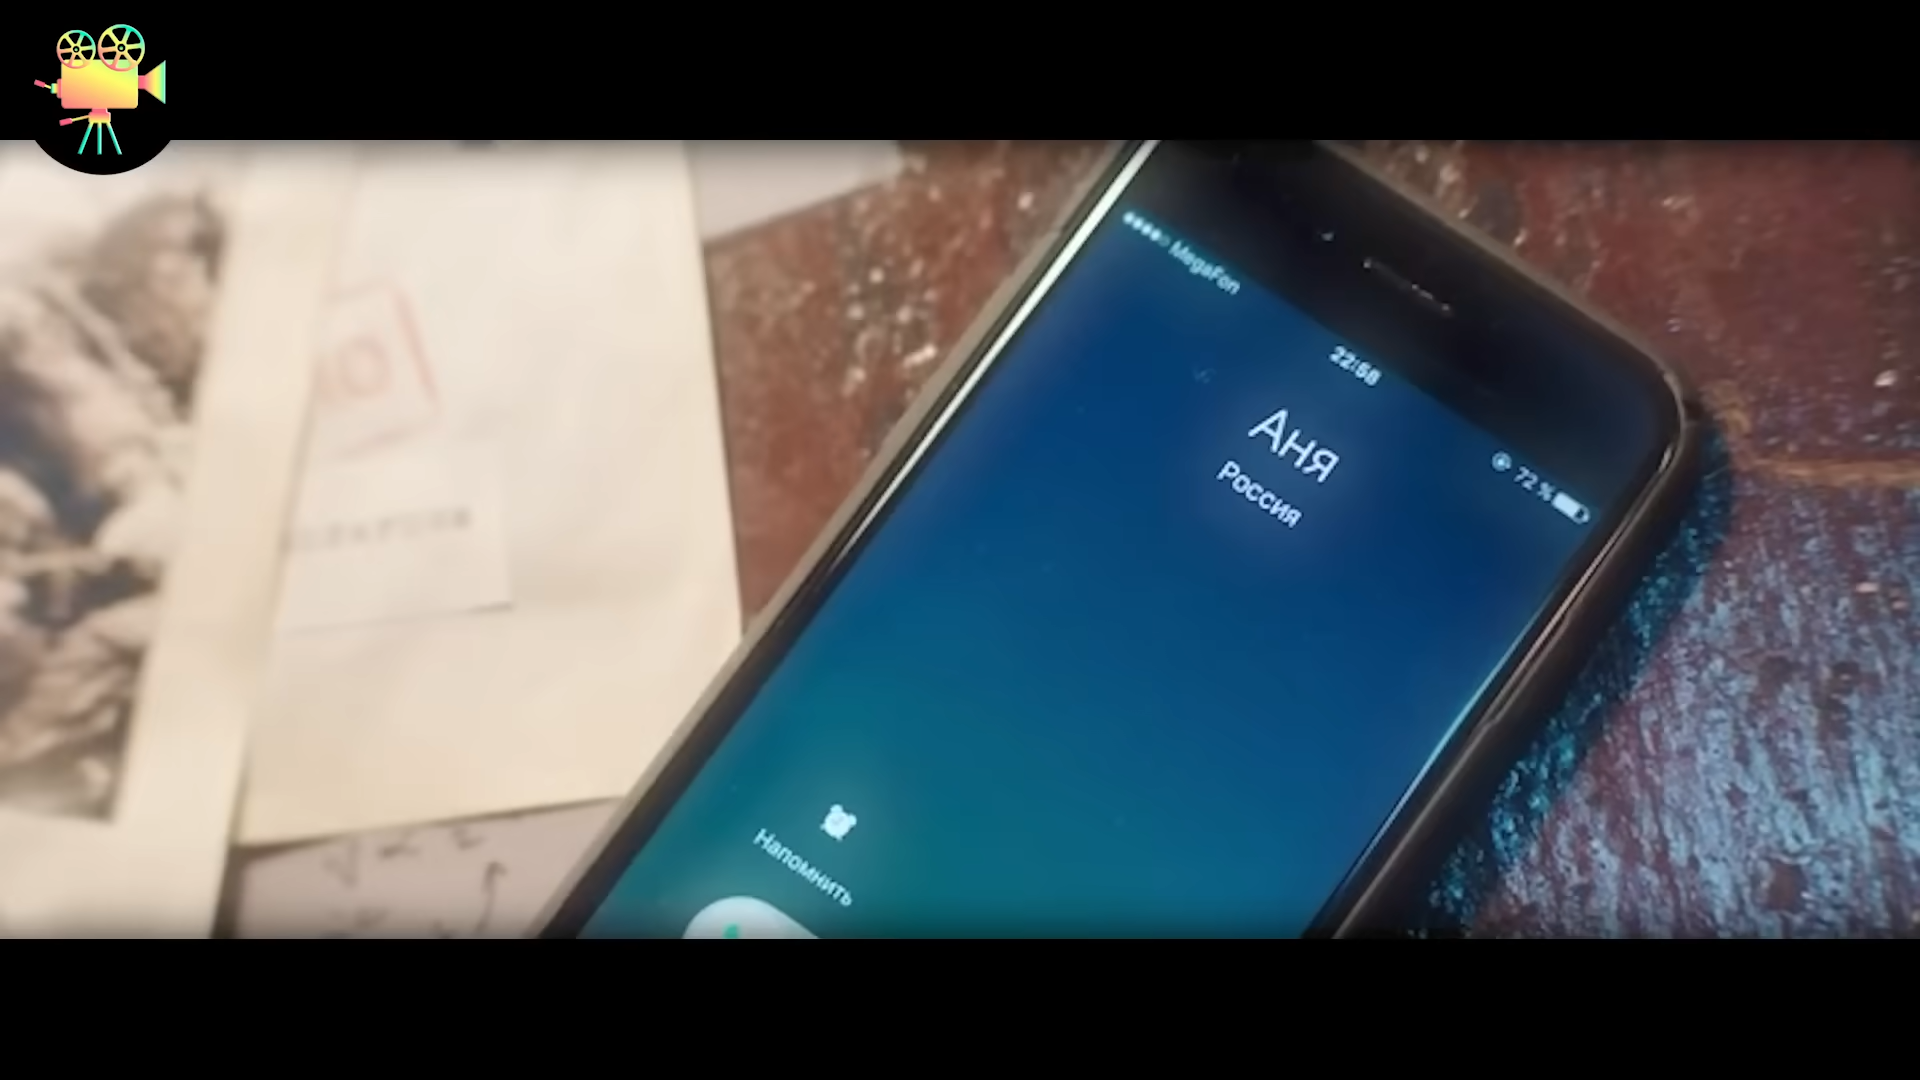 MegaFon
22:58
72 %
Аня
Россия
Напомнить